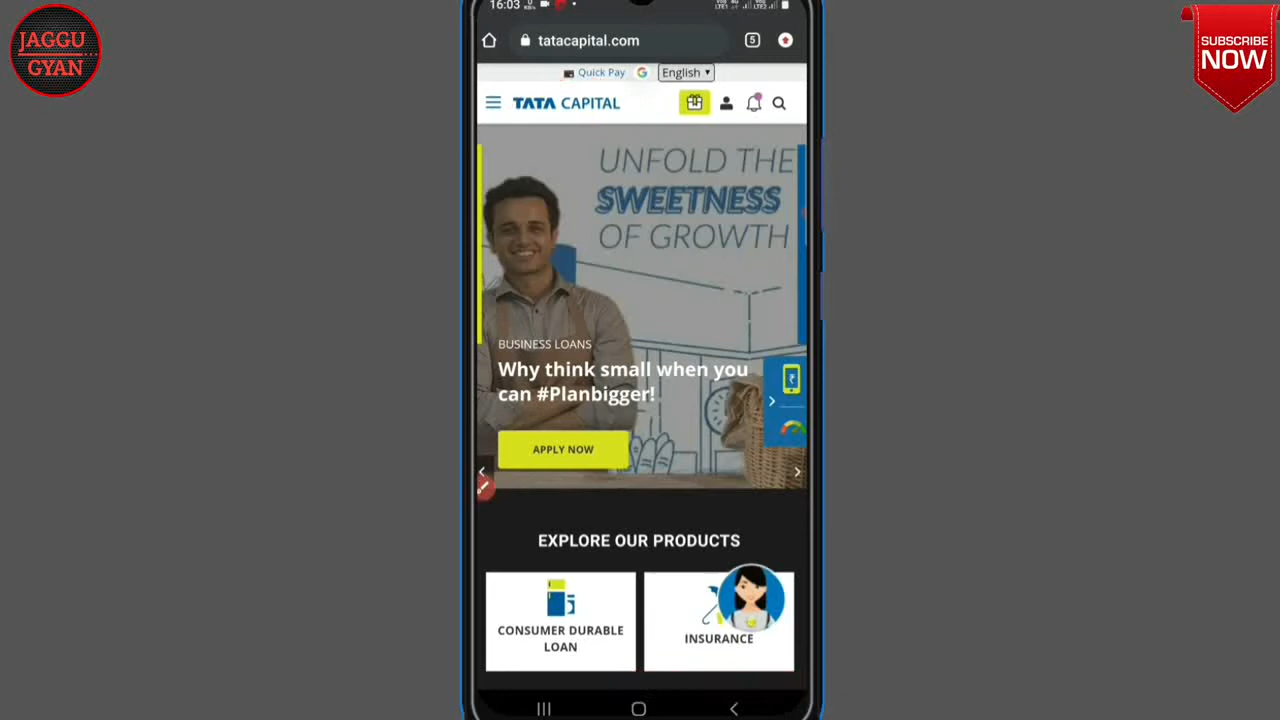 JAGGU
GYAN
SUBSCRIBE
NOW
16:03
tatacapital.com
5
Quick Pay
English
TATA CAPITAL
UNFOLD THE
SWEETNESS
OF GROWTH
BUSINESS LOANS
Why think small when you
can #Planbigger!
APPLY NOW
EXPLORE OUR PRODUCTS
CONSUMER DURABLE
LOAN
INSURANCE